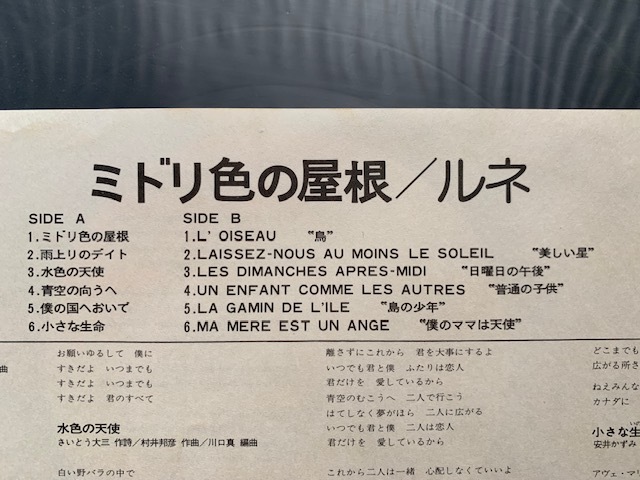 ミドリ色の屋根／ルネ
SIDE A
1.ミドリ色の屋根
2.雨上りのデイト
3.水色の天使
4.青空の向うへ
5.僕の国へおいで
6.小さな生命
SIDE B
1.L' OISEAU “鳥”
2.LAISSEZ-NOUS AU MOINS LE SOLEIL “美しい星”
3.LES DIMANCHES APRES-MIDI “日曜日の午後”
4.UN ENFANT COMME LES AUTRES “普通の子供”
5.LA GAMIN DE L'ILE “島の少年”
6.MA MERE EST UN ANGE “僕のママは天使”
曲
お願いゆるして 僕に
すきだよ いつまでも
すきだよ いつまでも
すきだよ 君のすべて
水色の天使
さいとう大三 作詩／村井邦彦 作曲／川口真 編曲
白い野バラの中で
離さずにこれから 君を大事にするよ
いつでも君と僕 ふたりは恋人
君だけを 愛しているから
青空のむこうへ 二人で行こう
はてしなく夢がほら 二人に広がる
いつでも君と僕 二人は恋人
君だけを 愛しているから
これから二人は一緒 心配しなくていいよ
どこまでも
広がる所さ
ねえみんな
カナダに
小さな生
安井かずみ
アヴェ・マリ